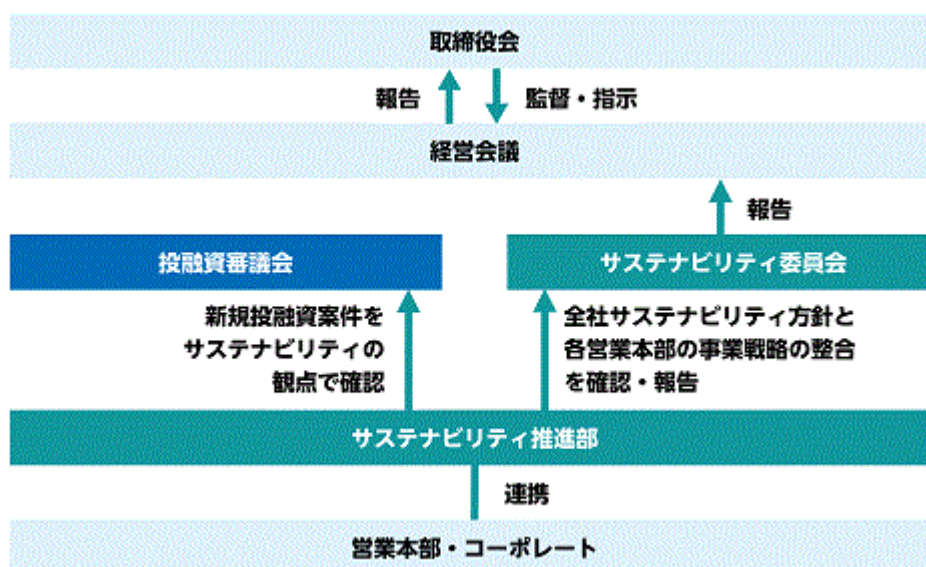 取締役会
報告
監督・指示
経営会議
報告
投融資審議会
サステナビリティ委員会
新規投融資案件を
サステナビリティの
観点で確認
全社サステナビリティ方針と
各営業本部の事業戦略の整合
を確認・報告
サステナビリティ推進部
連携
営業本部・コーポレート